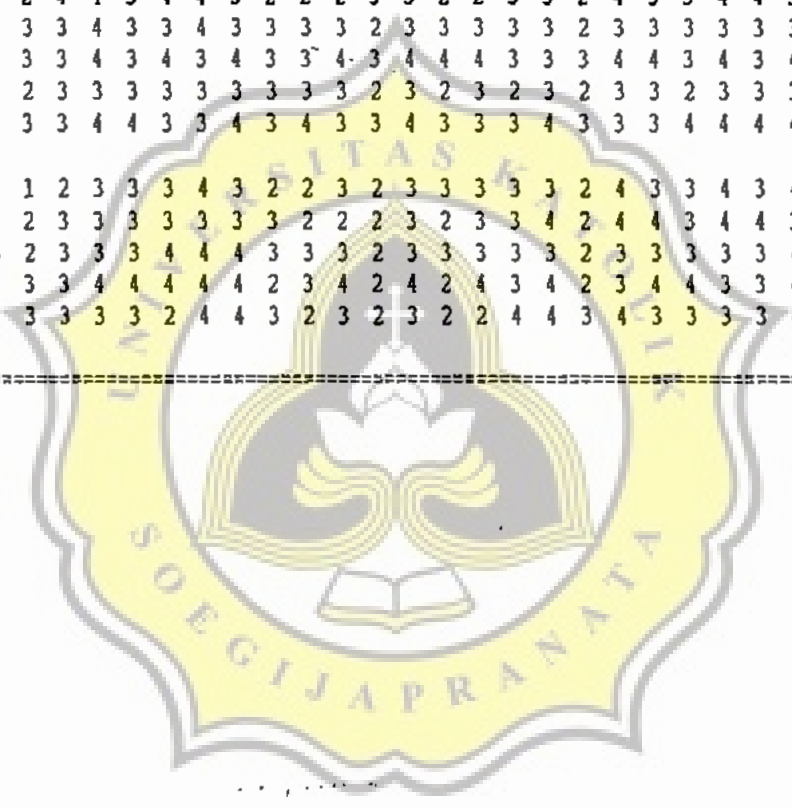 3 3 4 3 3 4 3 3 3 3 2 3 3 3 3 3 2 3 3 3 3 3
3 3 4 3 4 3 4 3 3 4 3 4 4 4 3 3 3 4 4 3 4 3
2 3 3 3 3 3 3 3 3 3 2 3 2 3 2 3 2 3 3 2 3 3
3 3 4 4 3 3 4 3 4 3 3 4 3 3 3 4 3 3 3 4 4 4
1 2 3 3 3 4 3 2 2 3 2 3 3 3 3 3 2 4 3 3 4 3
2 3 3 3 3 3 3 3 2 2 2 3 2 3 3 4 2 4 4 3 4 4
2 3 3 3 4 4 4 3 3 3 2 3 3 3 3 3 2 3 3 3 3 3
3 3 4 4 4 4 4 2 3 4 2 4 2 4 3 4 2 3 4 4 3 3
3 3 3 3 2 4 4 3 2 3 2 3 2 2 4 4 3 4 3 3 3 3
UNIVERSITAS KATOLIK
SOEGIJAPRANATA